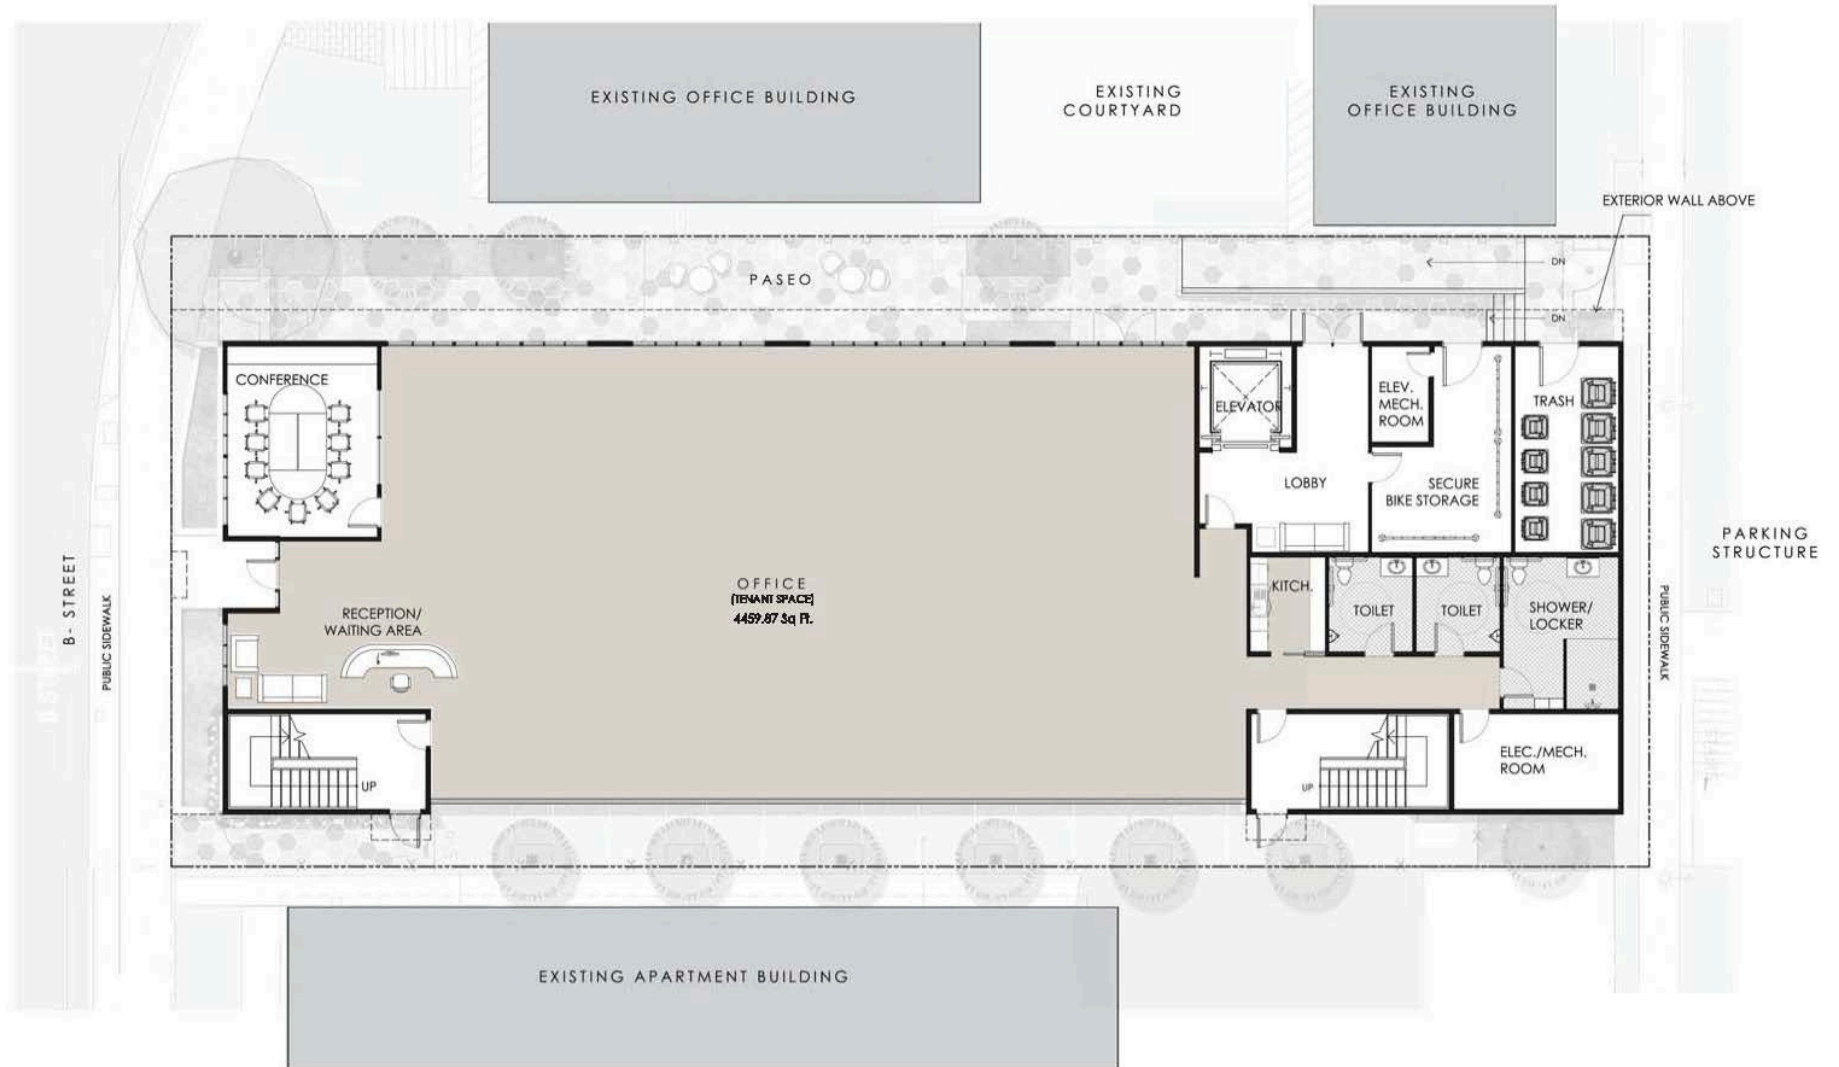 EXISTING OFFICE BUILDING
EXISTING
COURTYARD
EXISTING
OFFICE BUILDING
EXTERIOR WALL ABOVE
PASEO
DN
DN
CONFERENCE
ELEVATOR
ELEV.
MECH.
ROOM
TRASH
LOBBY
SECURE
BIKE STORAGE
PARKING
STRUCTURE
B- STREET
PUBLIC SIDEWALK
OFFICE
(TENANT SPACE)
4459.87 Sq Ft.
RECEPTION/
WAITING AREA
KITCH.
TOILET
TOILET
SHOWER/
LOCKER
PUBLIC SIDEWALK
UP
UP
ELEC./MECH.
ROOM
EXISTING APARTMENT BUILDING